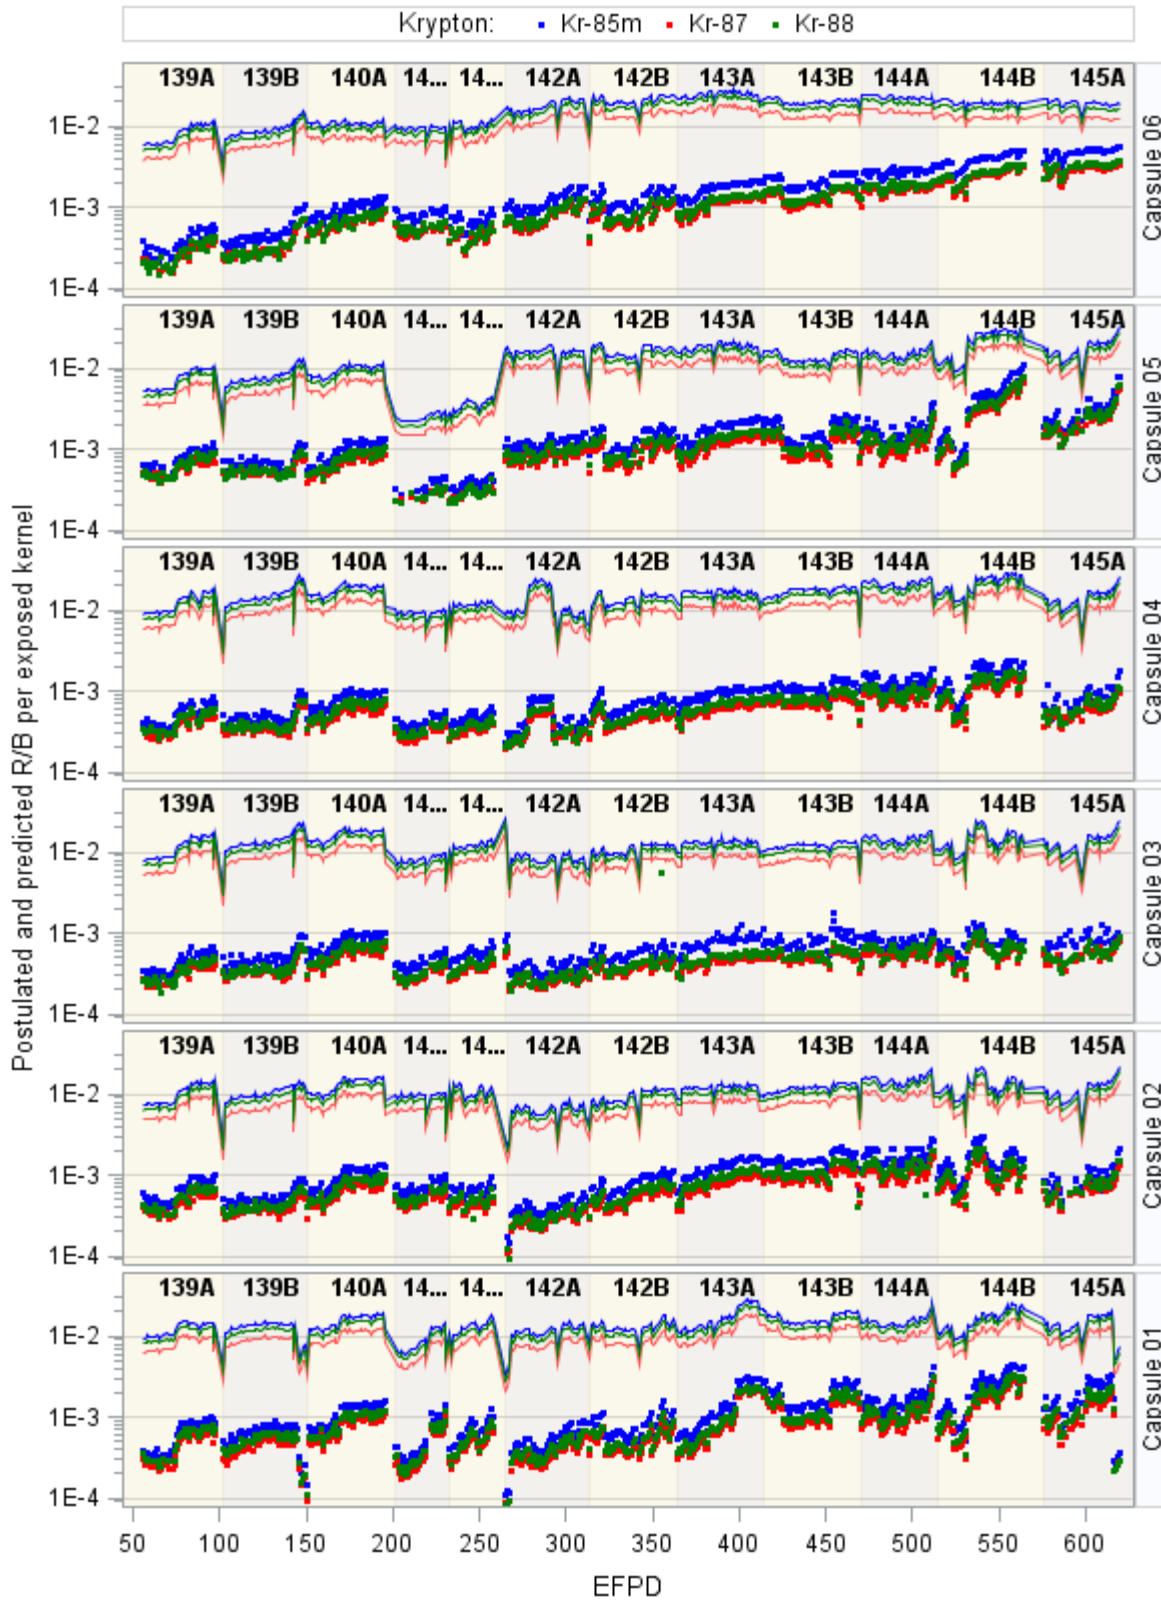 Krypton: Kr-85m Kr-87 Kr-88
Postulated and predicted R/B per exposed kernel
139A 139B 140A 14... 14... 142A 142B 143A 143B 144A 144B 145A
1E-2
1E-3
1E-4
Capsule 06
139A 139B 140A 14... 14... 142A 142B 143A 143B 144A 144B 145A
1E-2
1E-3
1E-4
Capsule 05
139A 139B 140A 14... 14... 142A 142B 143A 143B 144A 144B 145A
1E-2
1E-3
1E-4
Capsule 04
139A 139B 140A 14... 14... 142A 142B 143A 143B 144A 144B 145A
1E-2
1E-3
1E-4
Capsule 03
139A 139B 140A 14... 14... 142A 142B 143A 143B 144A 144B 145A
1E-2
1E-3
1E-4
Capsule 02
139A 139B 140A 14... 14... 142A 142B 143A 143B 144A 144B 145A
1E-2
1E-3
1E-4
Capsule 01
50 100 150 200 250 300 350 400 450 500 550 600
EFPD